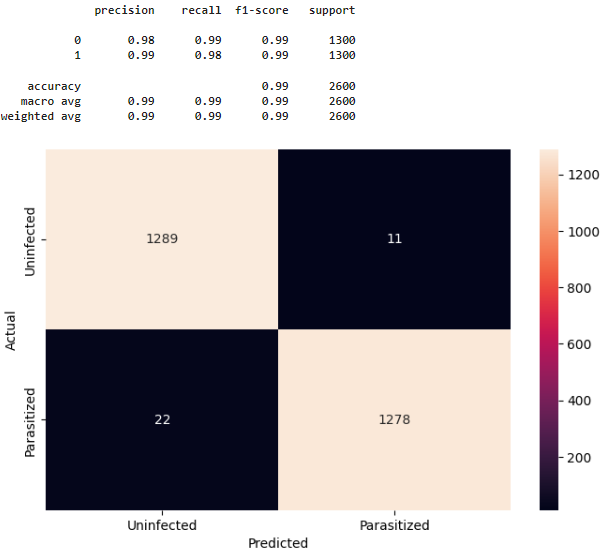 precision recall f1-score support
0 0.98 0.99 0.99 1300
1 0.99 0.98 0.99 1300
accuracy 0.99 2600
macro avg 0.99 0.99 0.99 2600
weighted avg 0.99 0.99 0.99 2600
Actual
Uninfected
Parasitized
1289 11
22 1278
Uninfected Parasitized
Predicted
1200
1000
800
600
400
200